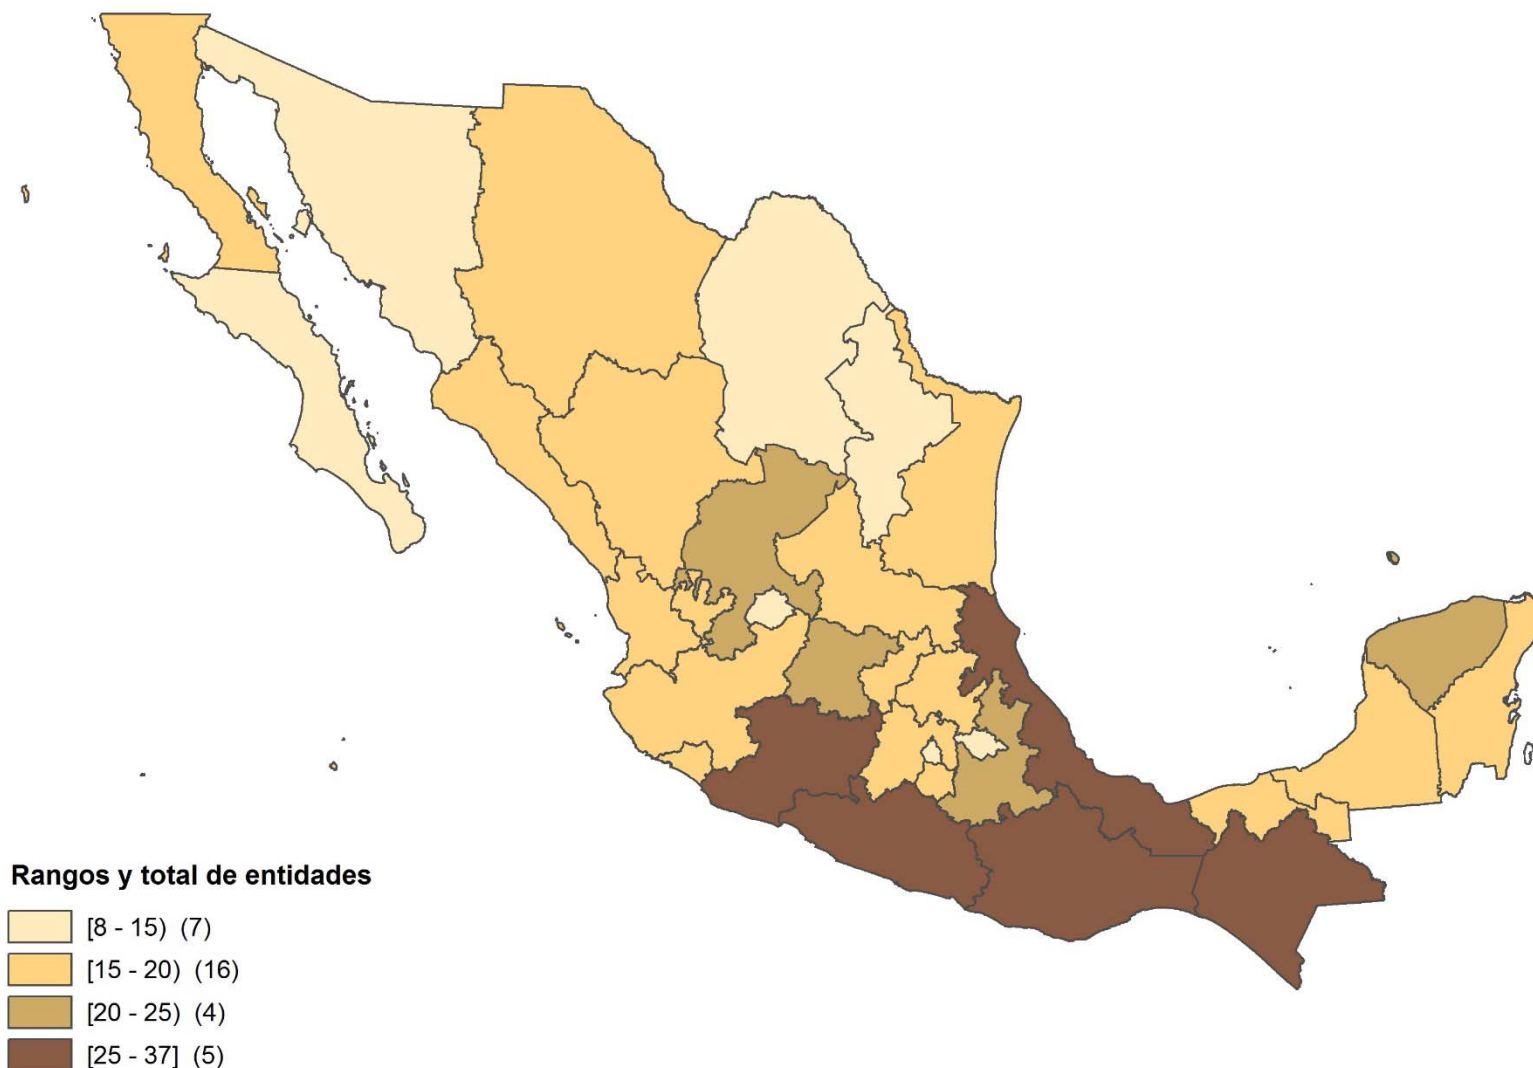 Rangos y total de entidades
[8 - 15) (7)
[15 - 20) (16)
[20 - 25) (4)
[25 - 37] (5)